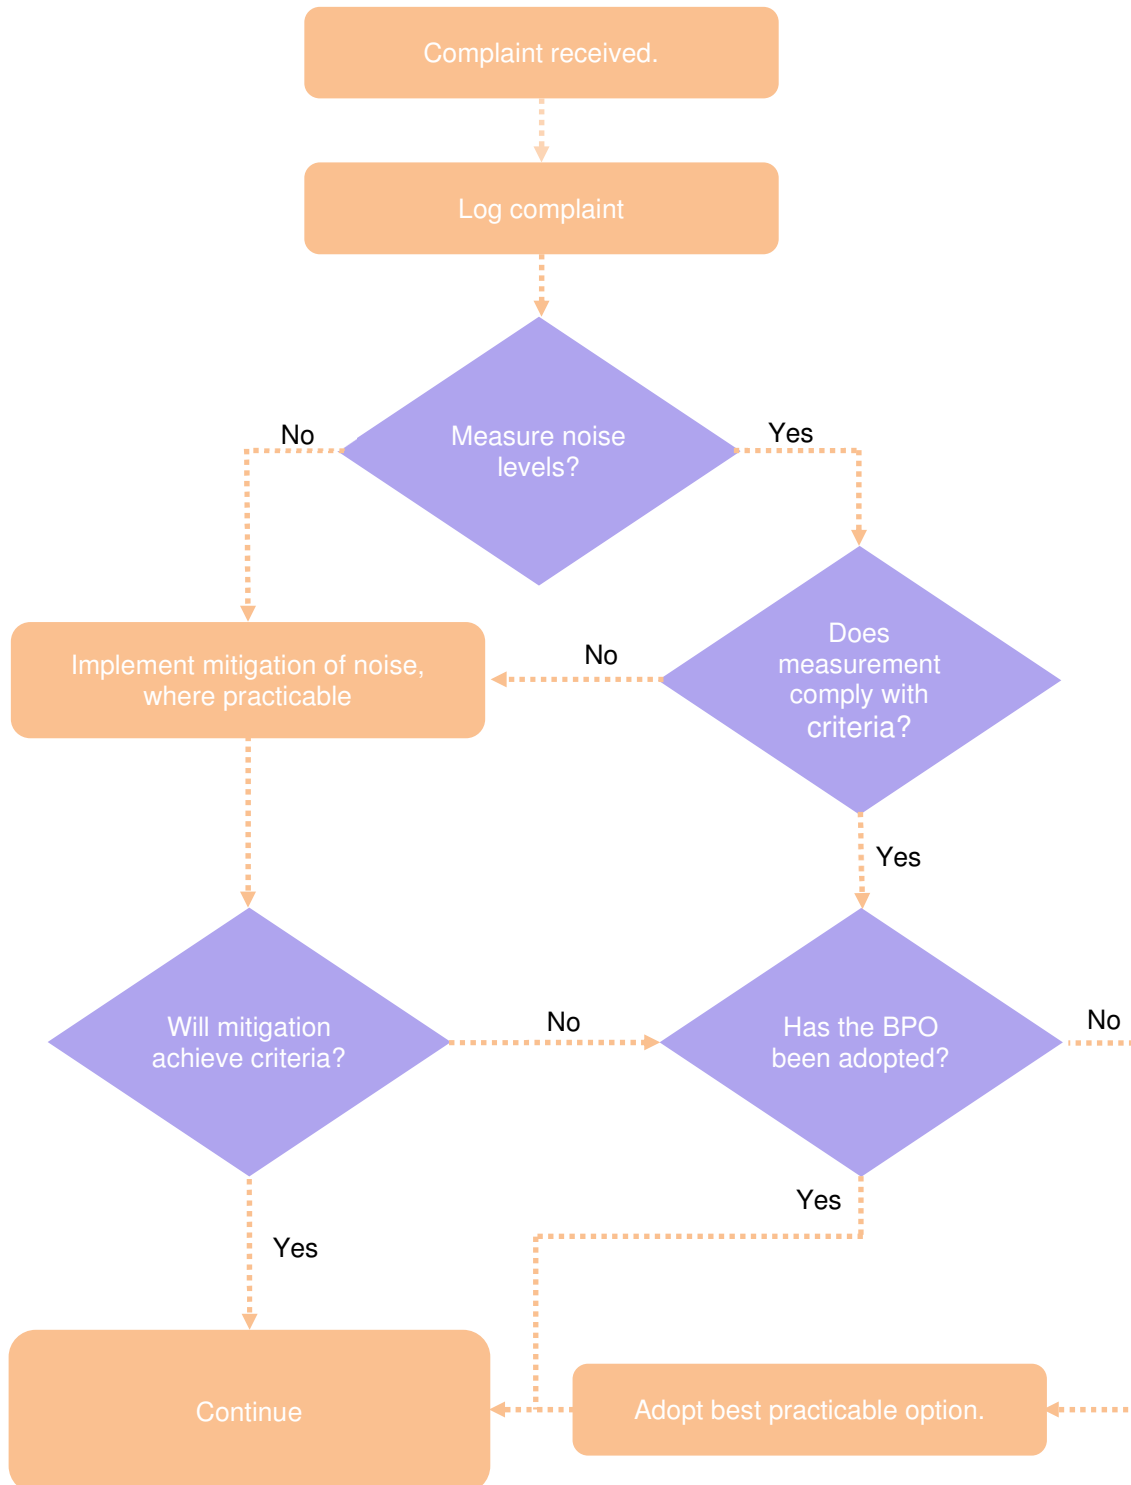 Complaint received.
Log complaint
Measure noise
levels?
No
Yes
Does
measurement
comply with
criteria?
No
Implement mitigation of noise,
where practicable
Yes
Will mitigation
achieve criteria?
No
Has the BPO
been adopted?
No
Yes
Yes
Continue
Adopt best practicable option.